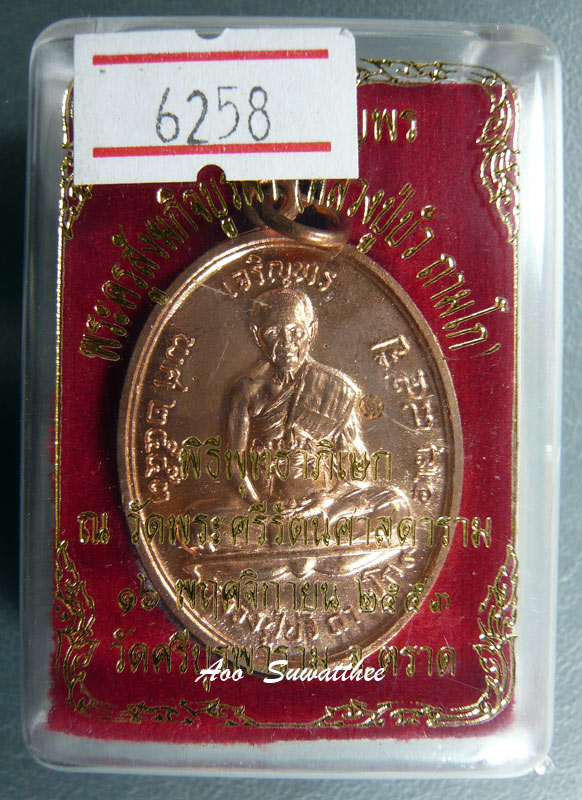 6258
พร
พระครูสังฆกิจบูรพา หลวงปู่บัว ถามโก
เจริญพร
พิธีพุทธาภิเษก
ณ วัดพระศรีรัตนศาสดาราม
๑๖ พฤศจิกายน ๒๕๕๓
วัดศรีบุรพาราม จ.ตราด
Aoo Suwatthee